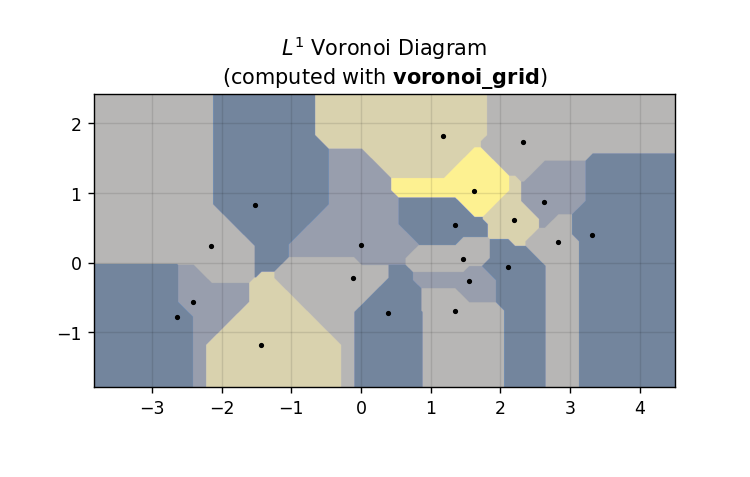 L¹ Voronoi Diagram
(computed with voronoi_grid)
2
1
0
−1
−3 −2 −1 0 1 2 3 4